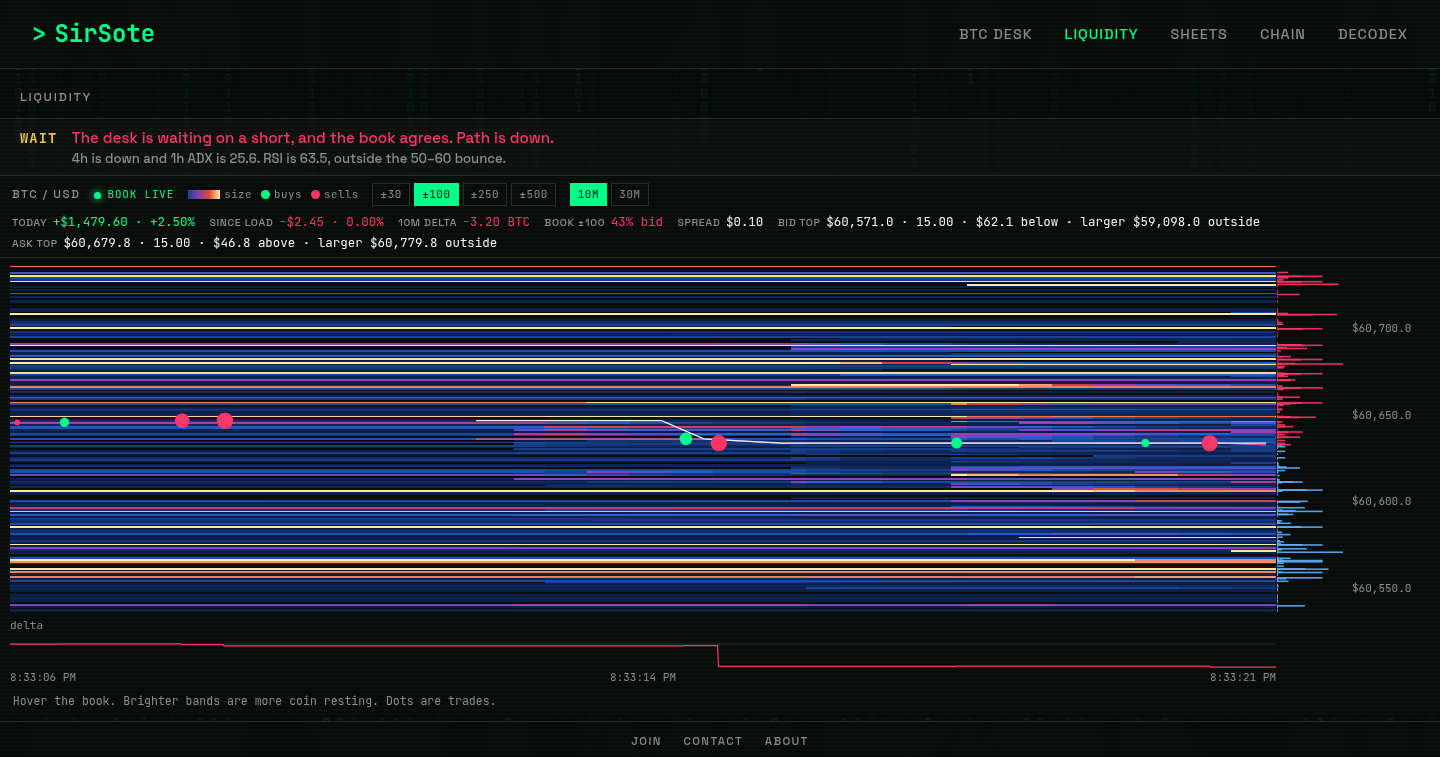 > SirSote
BTC DESK LIQUIDITY SHEETS CHAIN DECODEX
LIQUIDITY
WAIT The desk is waiting on a short, and the book agrees. Path is down.
4h is down and 1h ADX is 25.6. RSI is 63.5, outside the 50–60 bounce.
BTC / USD BOOK LIVE size buys sells ±30 ±100 ±250 ±500 10M 30M
TODAY +$1,479.60 · +2.50% SINCE LOAD -$2.45 · 0.00% 10M DELTA -3.20 BTC BOOK ±100 43% bid SPREAD $0.10 BID TOP $60,571.0 · 15.00 · $62.1 below · larger $59,098.0 outside
ASK TOP $60,679.8 · 15.00 · $46.8 above · larger $60,779.8 outside
$60,700.0
$60,650.0
$60,600.0
$60,550.0
delta
8:33:06 PM 8:33:14 PM 8:33:21 PM
Hover the book. Brighter bands are more coin resting. Dots are trades.
JOIN CONTACT ABOUT